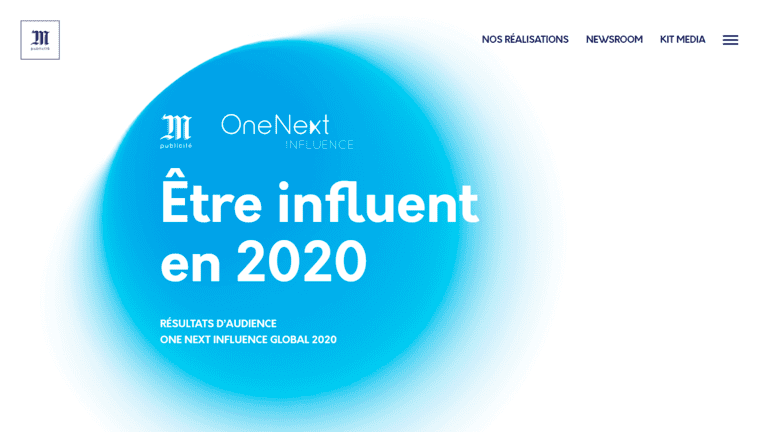 M
publicité
NOS RÉALISATIONS
NEWSROOM
KIT MEDIA
M
publicité
OneNext
INFLUENCE
Être influent
en 2020
RÉSULTATS D'AUDIENCE
ONE NEXT INFLUENCE GLOBAL 2020